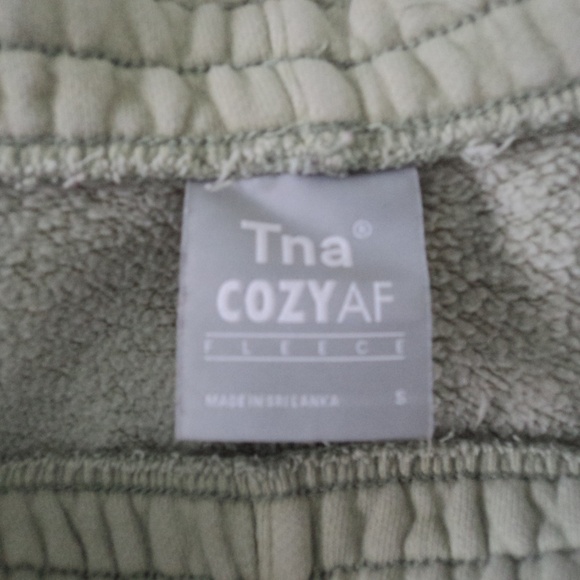 Tna®
COZYAF
FLEECE
MADE IN SRI LANKA S